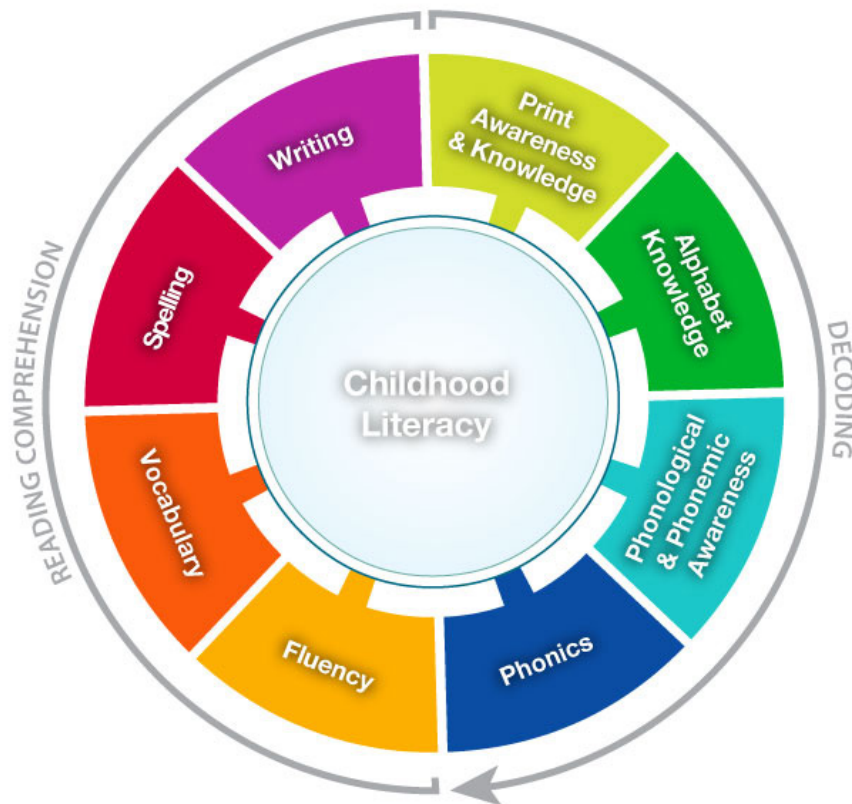 Print
Awareness
& Knowledge
Alphabet
Knowledge
Phonological
& Phonemic
Awareness
Phonics
Fluency
Vocabulary
Spelling
Writing
Childhood
Literacy
DECODING
READING COMPREHENSION